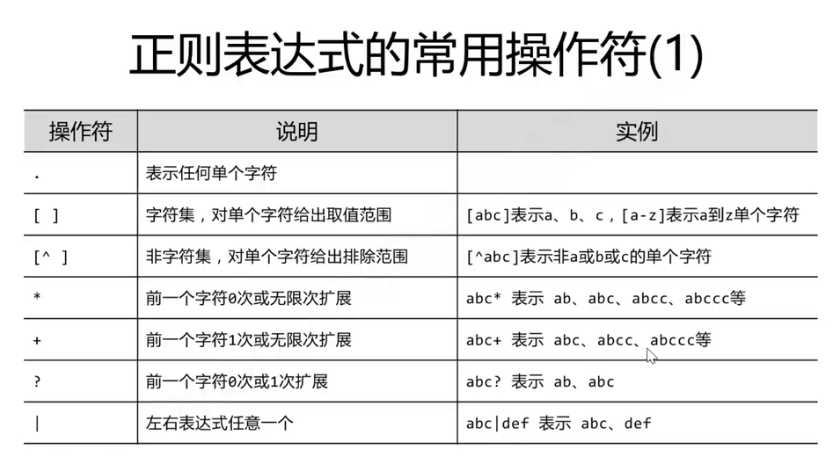 正则表达式的常用操作符(1)
操作符 说明 实例
. 表示任何单个字符
[ ] 字符集，对单个字符给出取值范围 [abc]表示a、b、c，[a-z]表示a到z单个字符
[^ ] 非字符集，对单个字符给出排除范围 [^abc]表示非a或b或c的单个字符
* 前一个字符0次或无限次扩展 abc* 表示 ab、abc、abcc、abccc等
+ 前一个字符1次或无限次扩展 abc+ 表示 abc、abcc、abccc等
? 前一个字符0次或1次扩展 abc? 表示 ab、abc
| 左右表达式任意一个 abc|def 表示 abc、def